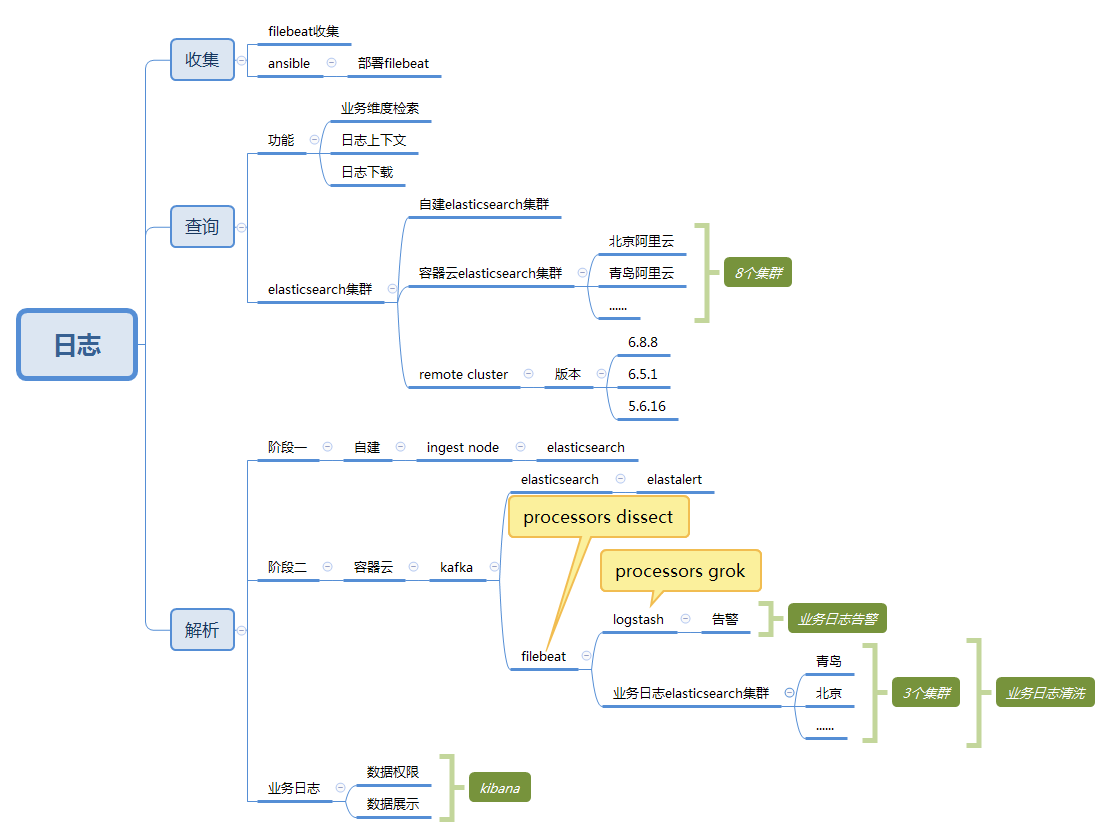 日志
收集
filebeat收集
ansible
部署filebeat
查询
功能
业务维度检索
日志上下文
日志下载
elasticsearch集群
自建elasticsearch集群
容器云elasticsearch集群
北京阿里云
青岛阿里云
......
8个集群
remote cluster
版本
6.8.8
6.5.1
5.6.16
解析
阶段一
自建
ingest node
elasticsearch
阶段二
容器云
kafka
elasticsearch
elastalert
processors dissect
filebeat
processors grok
logstash
告警
业务日志告警
业务日志elasticsearch集群
青岛
北京
......
3个集群
业务日志清洗
业务日志
数据权限
数据展示
kibana